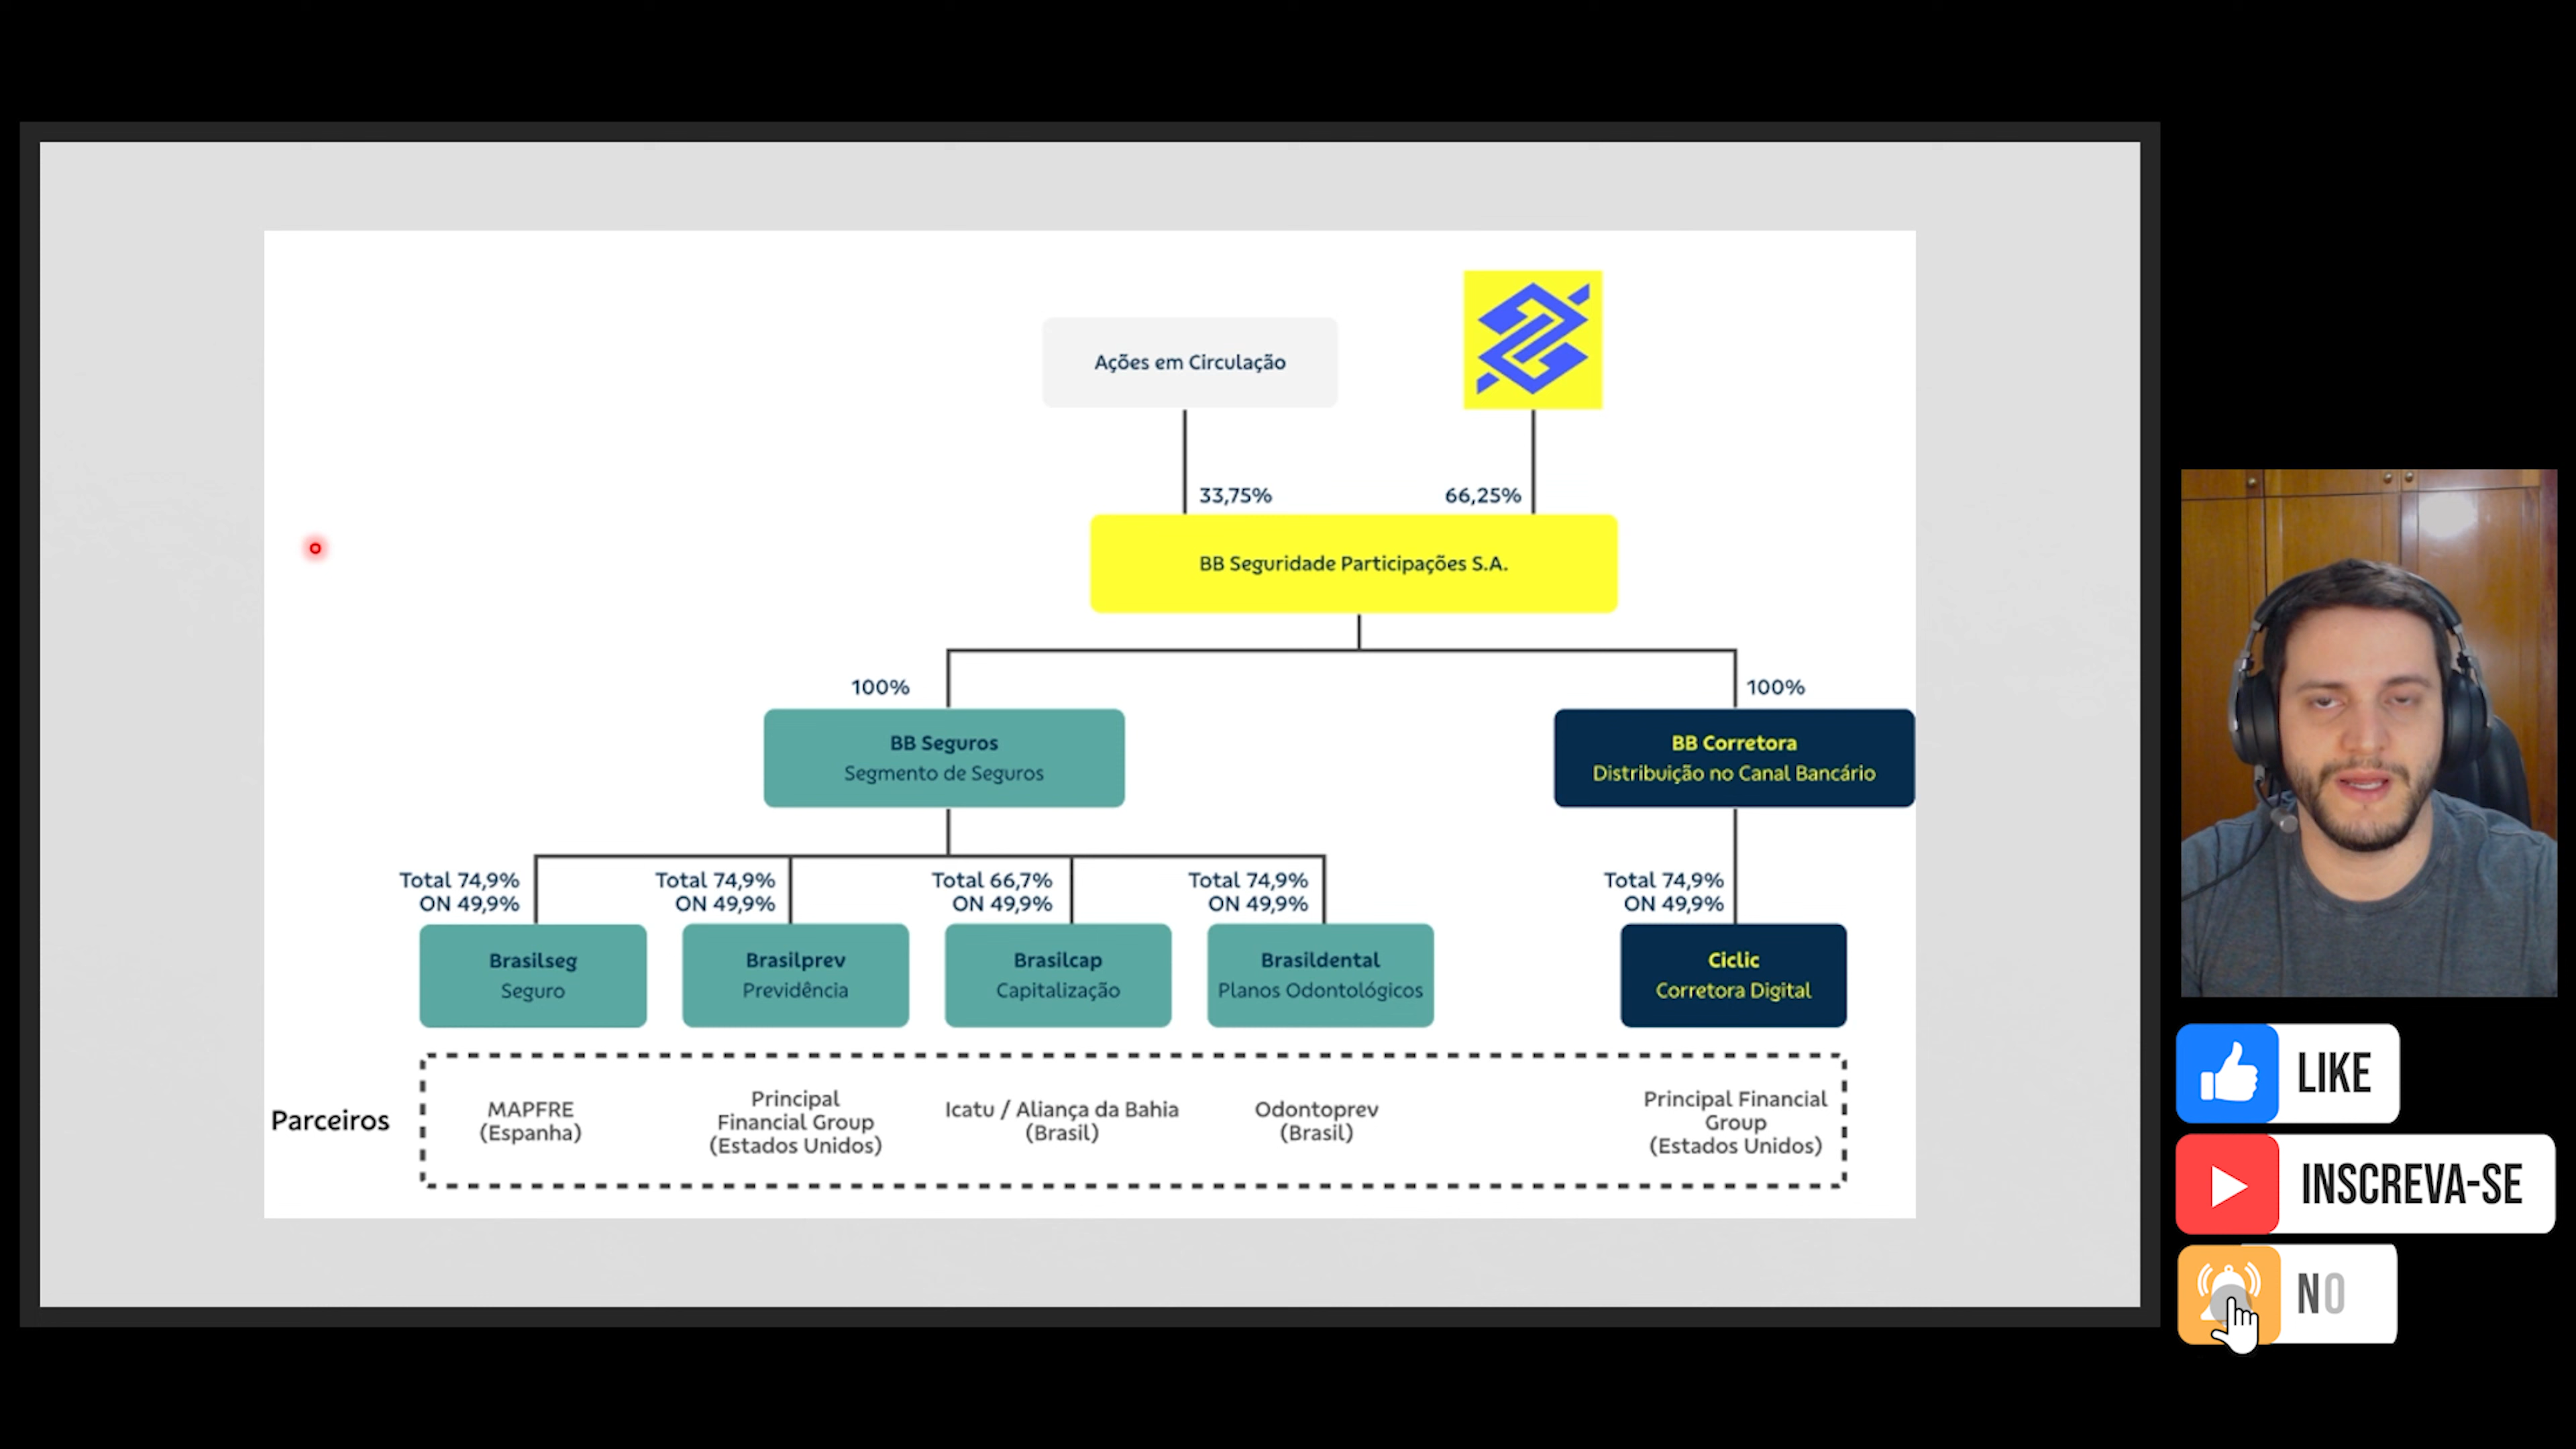 Ações em Circulação
33,75%
66,25%
BB Seguridade Participações S.A.
100%
100%
BB Seguros
Segmento de Seguros
BB Corretora
Distribuição no Canal Bancário
Total 74,9%
ON 49,9%
Total 74,9%
ON 49,9%
Total 66,7%
ON 49,9%
Total 74,9%
ON 49,9%
Total 74,9%
ON 49,9%
Brasilseg
Seguro
Brasilprev
Previdência
Brasilcap
Capitalização
Brasildental
Planos Odontológicos
Ciclic
Corretora Digital
Parceiros
MAPFRE
(Espanha)
Principal
Financial Group
(Estados Unidos)
Icatu / Aliança da Bahia
(Brasil)
Odontoprev
(Brasil)
Principal Financial
Group
(Estados Unidos)
LIKE
INSCREVA-SE
NO